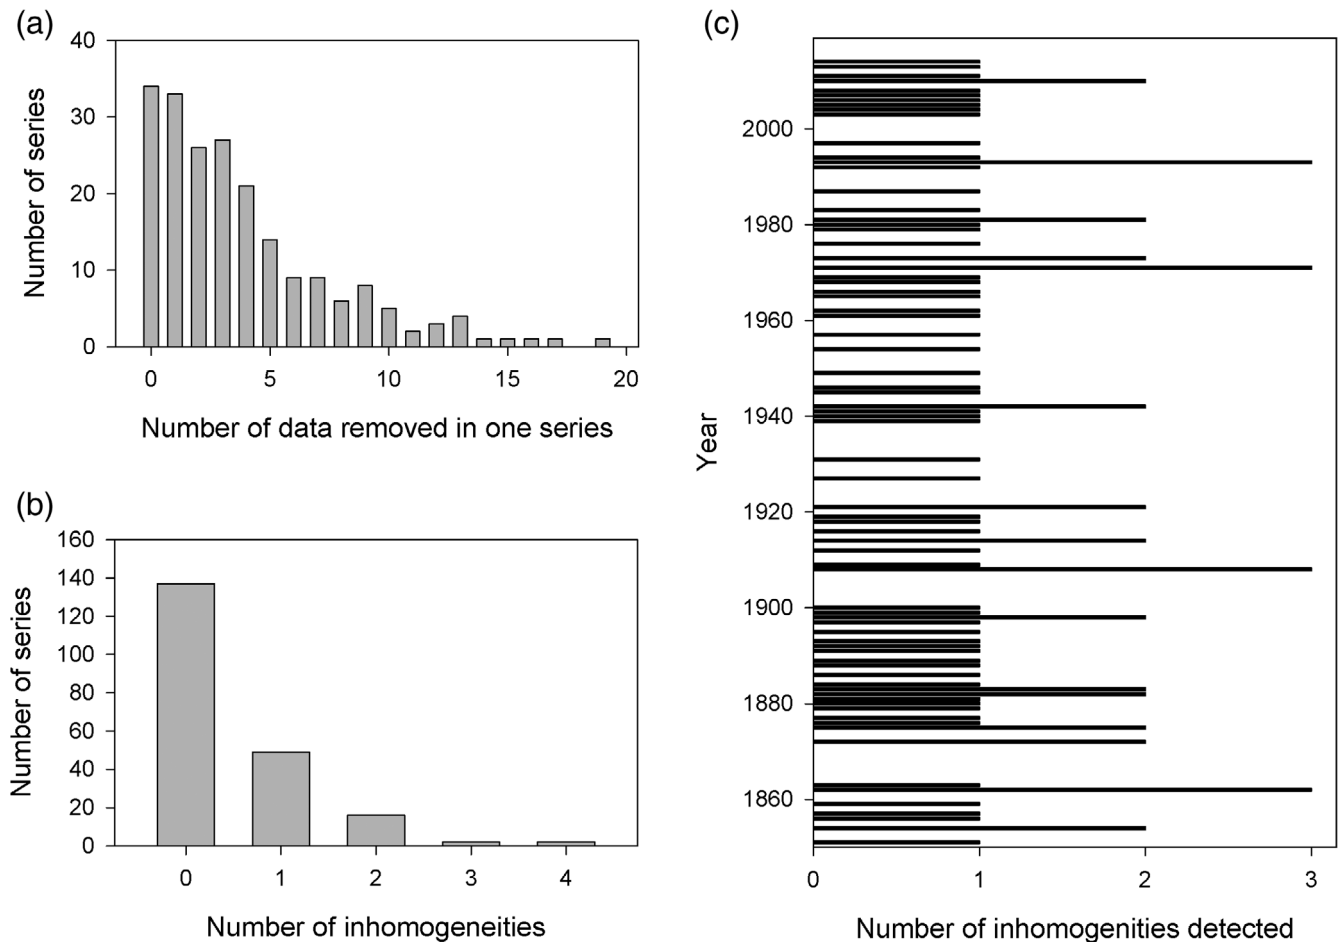 (a)
40
30
20
10
0
Number of series
0 5 10 15 20
Number of data removed in one series
(b)
160
140
120
100
80
60
40
20
0
Number of series
0 1 2 3 4
Number of inhomogeneities
(c)
2000
1980
1960
1940
1920
1900
1880
1860
Year
0 1 2 3
Number of inhomogenities detected